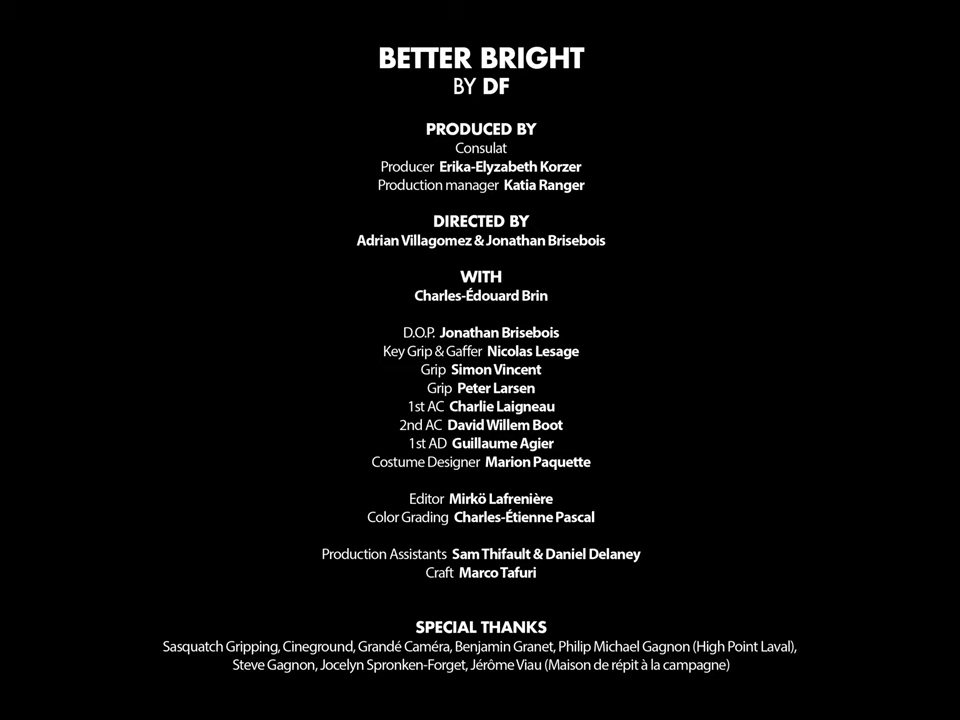 BETTER BRIGHT
BY DF
PRODUCED BY
Consulat
Producer Erika-Elyzabeth Korzer
Production manager Katia Ranger
DIRECTED BY
Adrian Villagomez & Jonathan Brisebois
WITH
Charles-Édouard Brin
D.O.P. Jonathan Brisebois
Key Grip & Gaffer Nicolas Lesage
Grip Simon Vincent
Grip Peter Larsen
1st AC Charlie Laigneau
2nd AC David Willem Boot
1st AD Guillaume Agier
Costume Designer Marion Paquette
Editor Mirkö Lafrenière
Color Grading Charles-Étienne Pascal
Production Assistants Sam Thifault & Daniel Delaney
Craft Marco Tafuri
SPECIAL THANKS
Sasquatch Gripping, Cineground, Grandé Caméra, Benjamin Granet, Philip Michael Gagnon (High Point Laval),
Steve Gagnon, Jocelyn Spronken-Forget, Jérôme Viau (Maison de répit à la campagne)